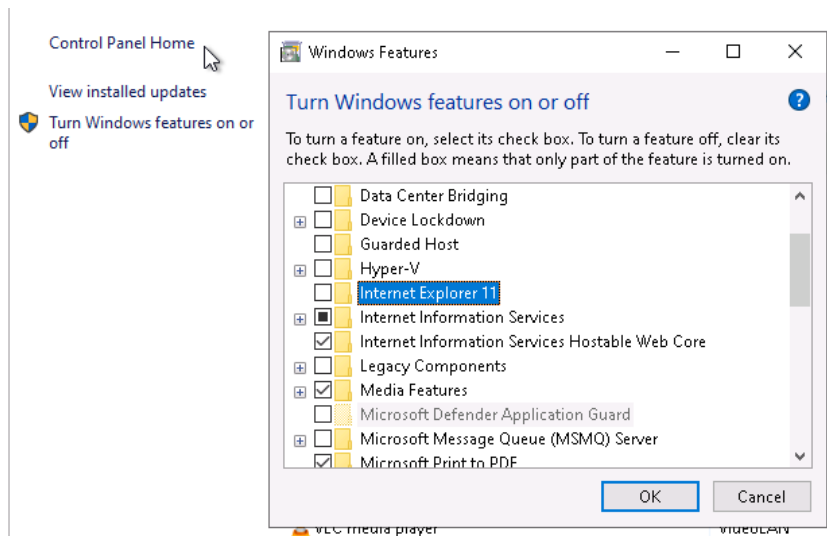 Control Panel Home
View installed updates
Turn Windows features on or
off
Windows Features
Turn Windows features on or off
To turn a feature on, select its check box. To turn a feature off, clear its
check box. A filled box means that only part of the feature is turned on.
Data Center Bridging
Device Lockdown
Guarded Host
Hyper-V
Internet Explorer 11
Internet Information Services
Internet Information Services Hostable Web Core
Legacy Components
Media Features
Microsoft Defender Application Guard
Microsoft Message Queue (MSMQ) Server
Microsoft Print to PDF
OK Cancel
VLC media player VideoLAN